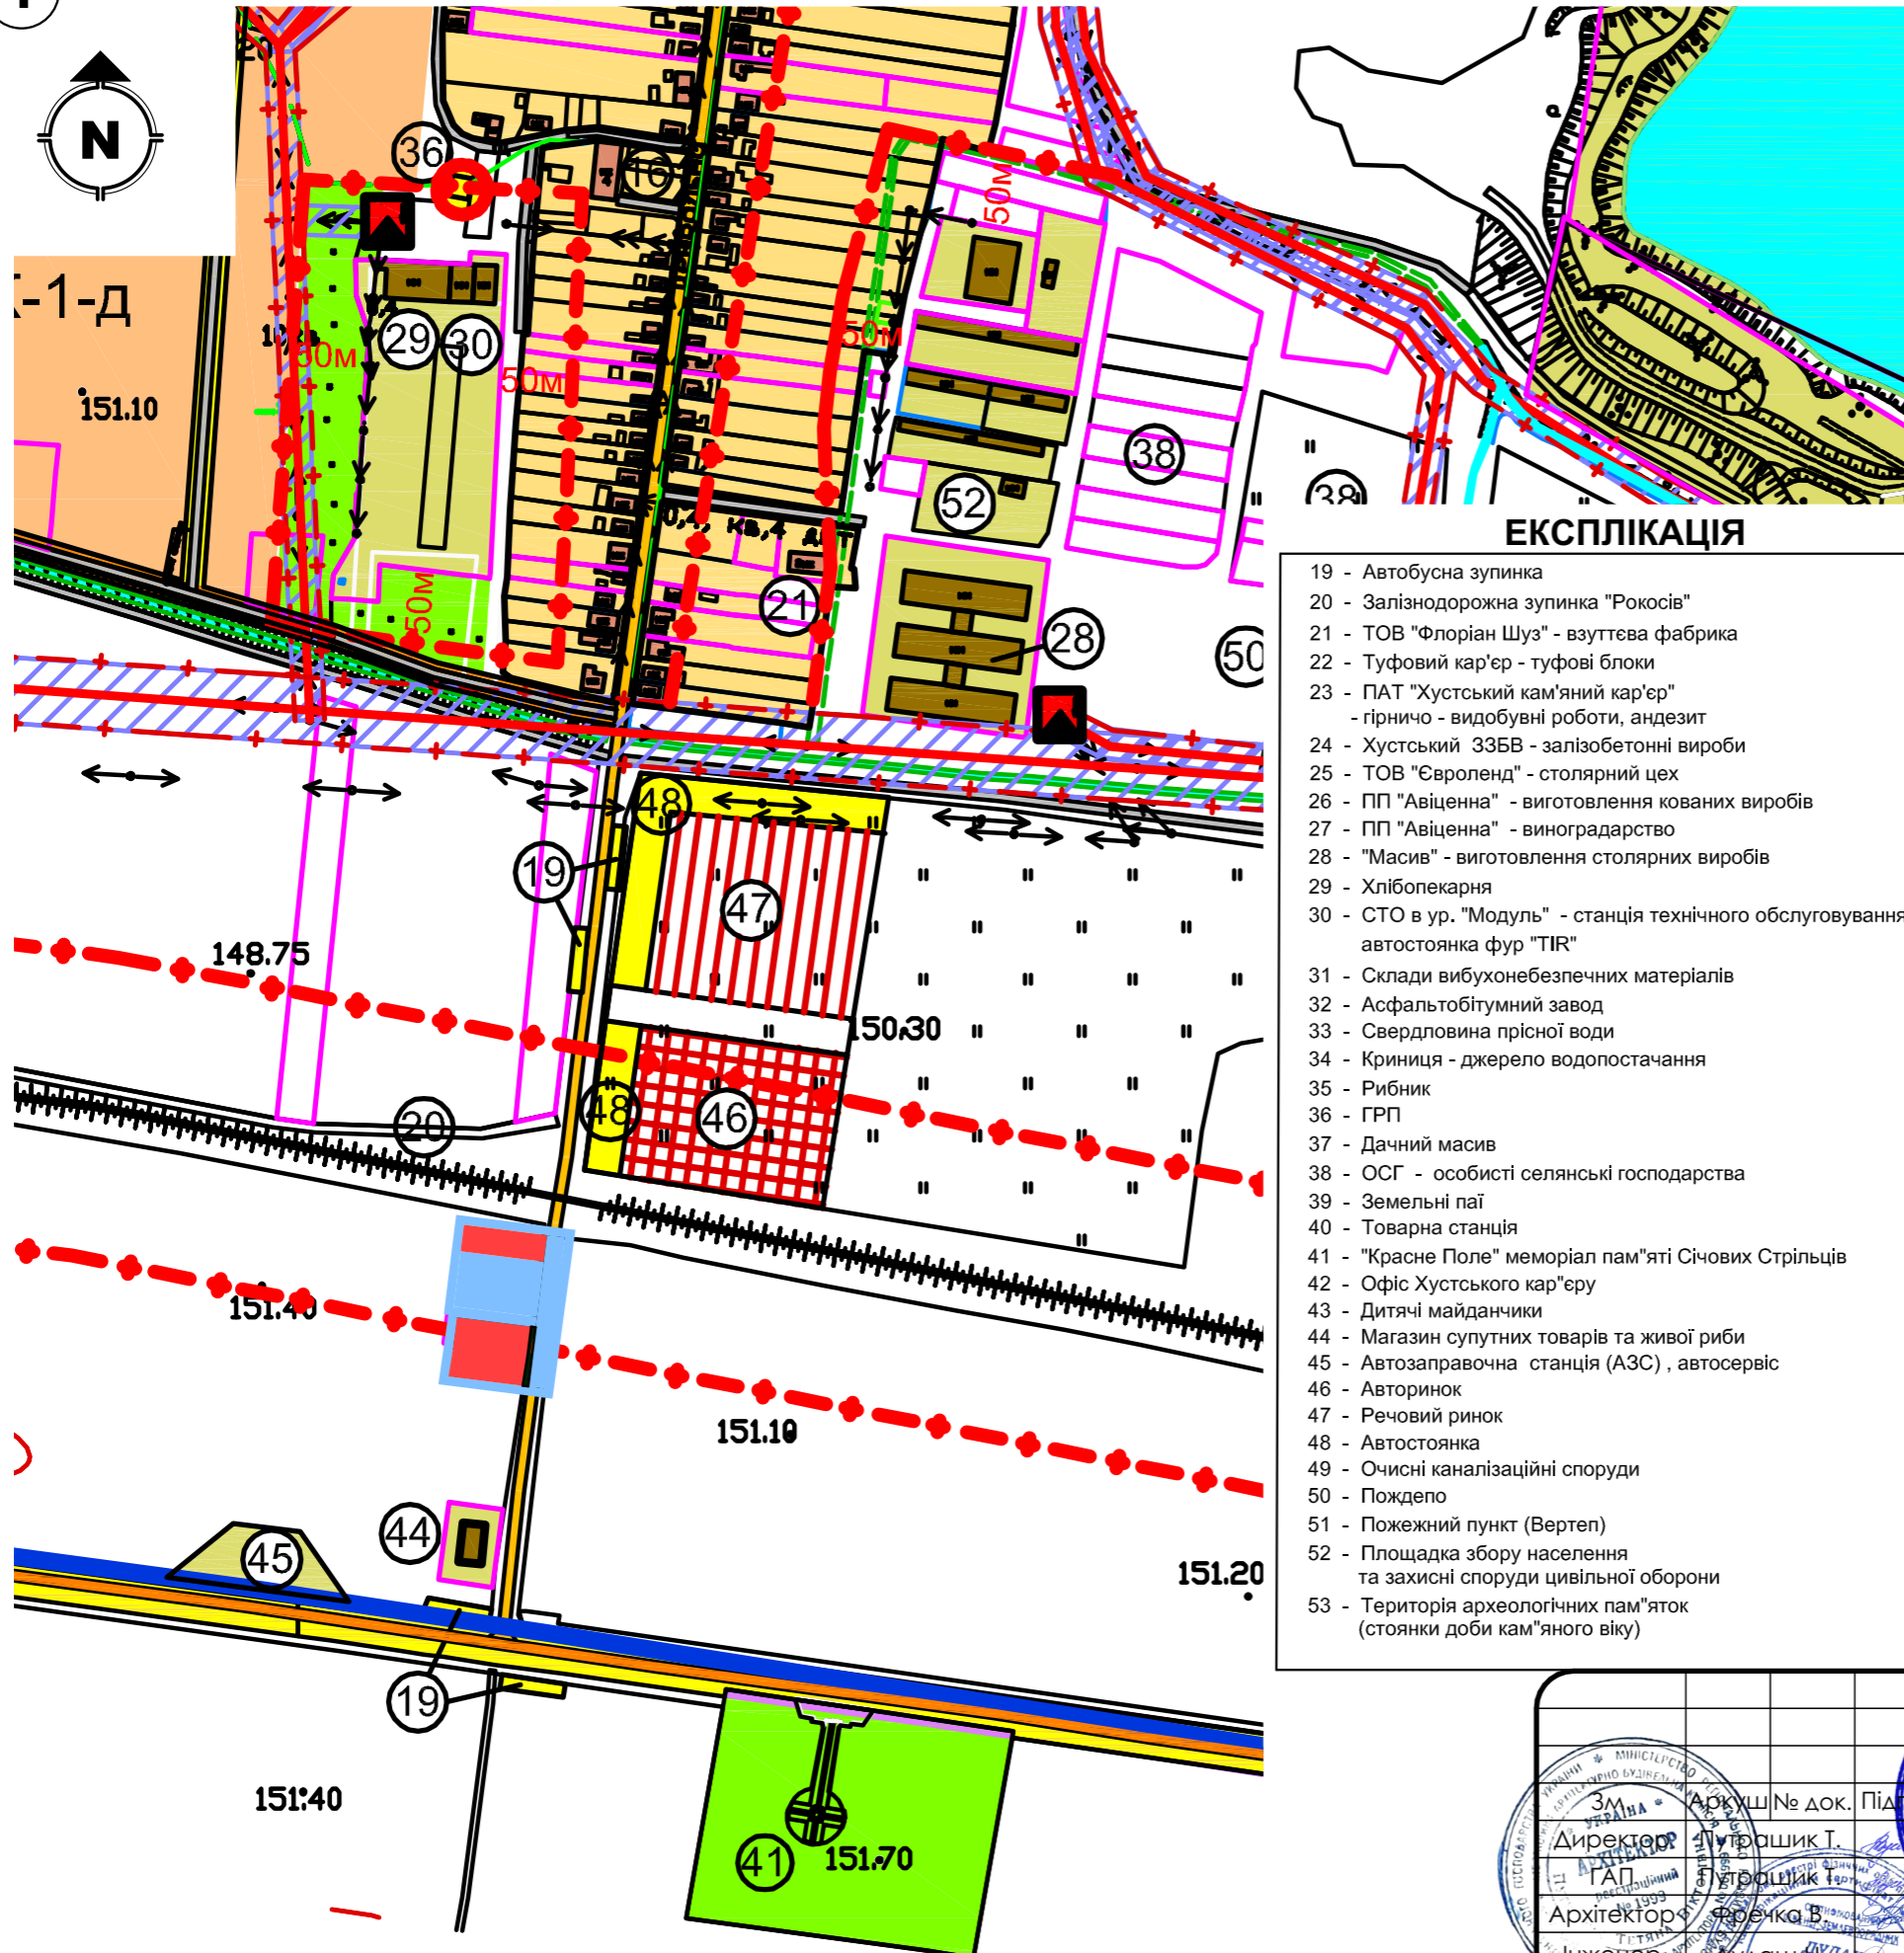 N
36
16
50м
-1-д
29
30
50м
50м
50м
151.10
38
38
52
50м
21
28
50
48
19
47
148.75
150.30
20
48
46
151.40
151.10
44
45
151.20
19
151.40
41
151.70
ЕКСПЛІКАЦІЯ
19 - Автобусна зупинка
20 - Залізнодорожна зупинка "Рокосів"
21 - ТОВ "Флоріан Шуз" - взуттєва фабрика
22 - Туфовий кар'єр - туфові блоки
23 - ПАТ "Хустський кам'яний кар'єр"
- гірничо - видобувні роботи, андезит
24 - Хустський ЗЗБВ - залізобетонні вироби
25 - ТОВ "Євроленд" - столярний цех
26 - ПП "Авіценна" - виготовлення кованих виробів
27 - ПП "Авіценна" - виноградарство
28 - "Масив" - виготовлення столярних виробів
29 - Хлібопекарня
30 - СТО в ур. "Модуль" - станція технічного обслуговування
автостоянка фур "TIR"
31 - Склади вибухонебезпечних матеріалів
32 - Асфальтобітумний завод
33 - Свердловина прісної води
34 - Криниця - джерело водопостачання
35 - Рибник
36 - ГРП
37 - Дачний масив
38 - ОСГ - особисті селянські господарства
39 - Земельні паї
40 - Товарна станція
41 - "Красне Поле" меморіал пам"яті Січових Стрільців
42 - Офіс Хустського кар"єру
43 - Дитячі майданчики
44 - Магазин супутних товарів та живої риби
45 - Автозаправочна станція (АЗС) , автосервіс
46 - Авторинок
47 - Речовий ринок
48 - Автостоянка
49 - Очисні каналізаційні споруди
50 - Пождепо
51 - Пожежний пункт (Вертеп)
52 - Площадка збору населення
та захисні споруди цивільної оборони
53 - Територія археологічних пам"яток
(стоянки доби кам"яного віку)
Зм. Аркуш № док. Під
Директор Путрашик Т.
ГАП Путрашик Т.
Архітектор Фречка В.
УКРАЇНА
АРХІТЕКТОР
реєстраційний
№ 1999